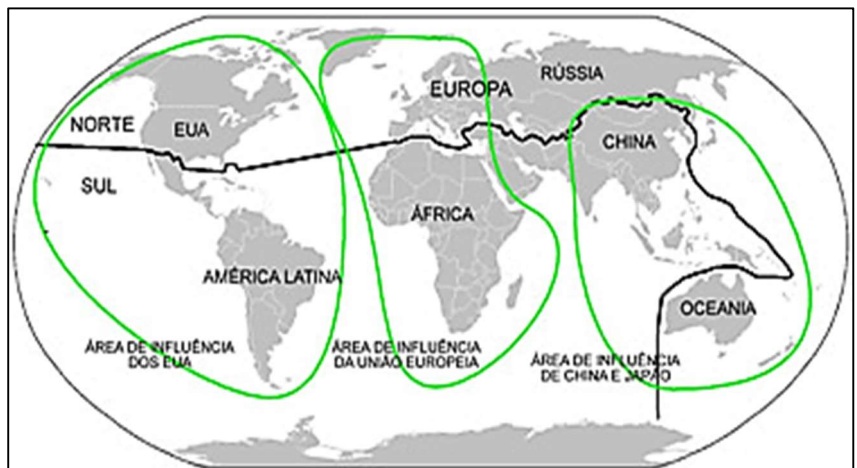 RÚSSIA
EUROPA
NORTE
EUA
CHINA
SUL
ÁFRICA
AMÉRICA LATINA
OCEANIA
ÁREA DE INFLUÊNCIA
DOS EUA
ÁREA DE INFLUÊNCIA
DA UNIÃO EUROPEIA
ÁREA DE INFLUÊNCIA
DE CHINA E JAPÃO